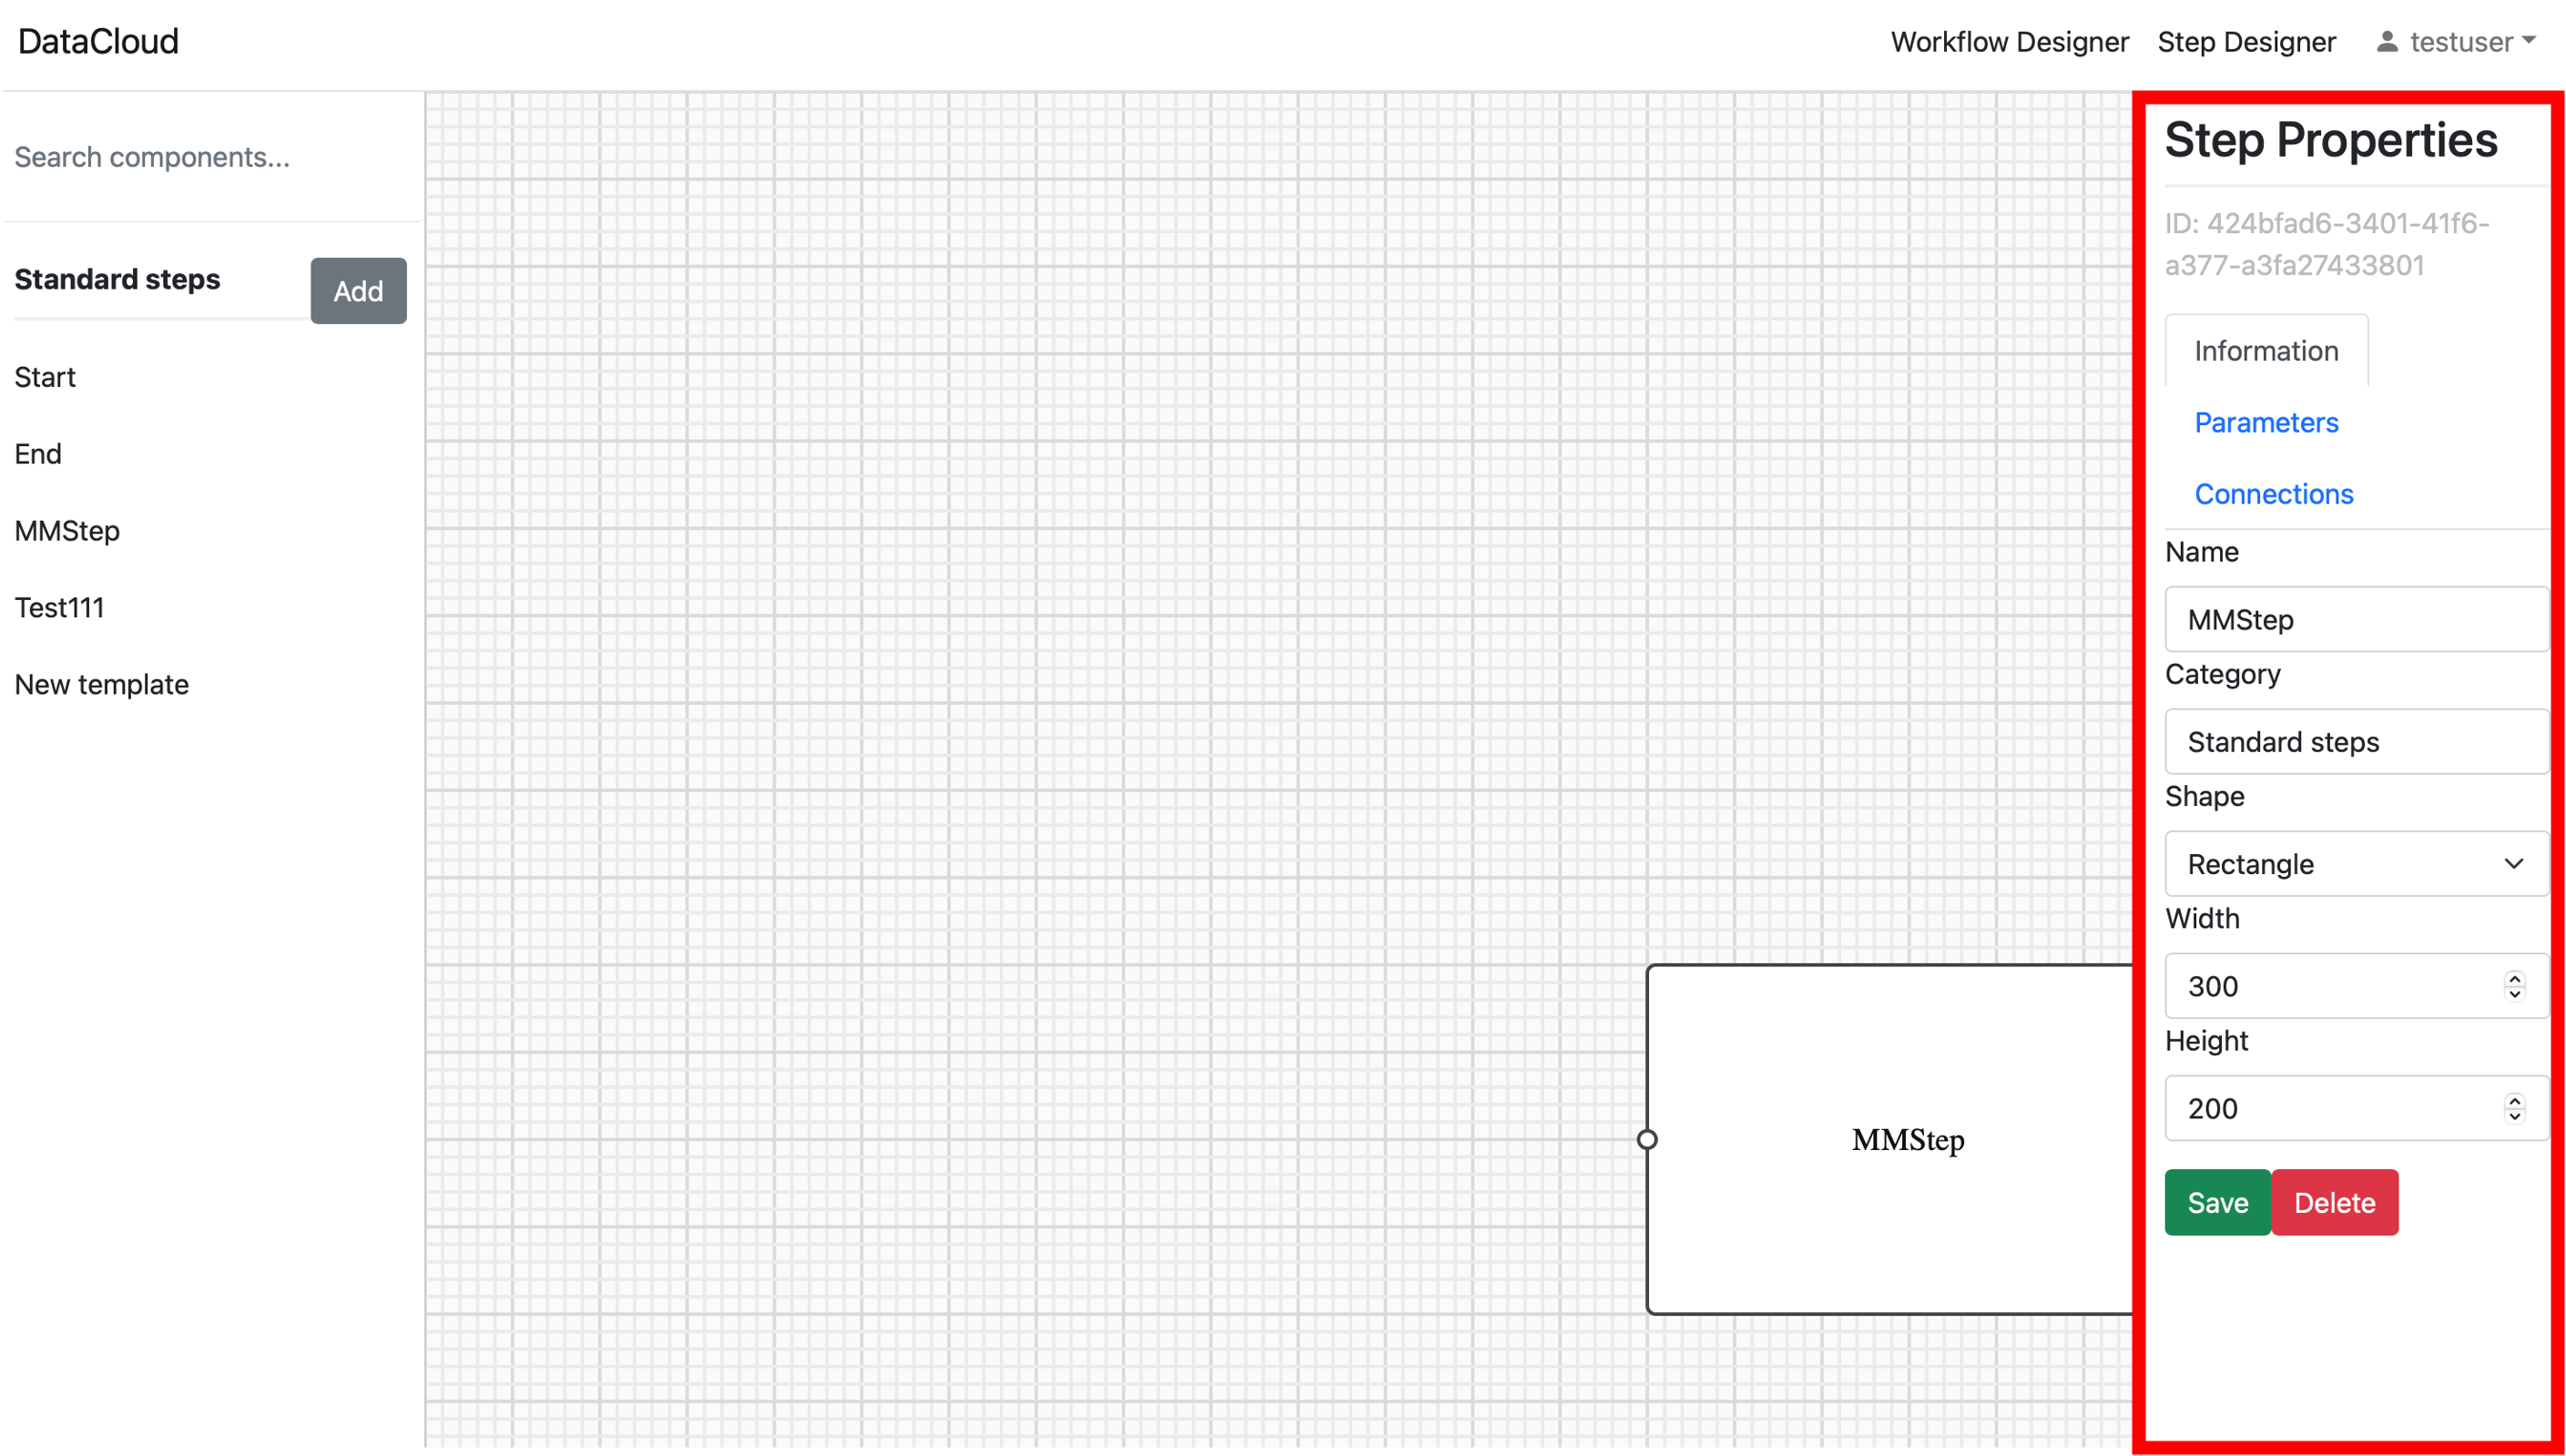 DataCloud
Workflow Designer
Step Designer
testuser
Search components...
Standard steps
Add
Start
End
MMStep
Test111
New template
MMStep
Step Properties
ID: 424bfad6-3401-41f6-
a377-a3fa27433801
Information
Parameters
Connections
Name
MMStep
Category
Standard steps
Shape
Rectangle
Width
300
Height
200
Save
Delete